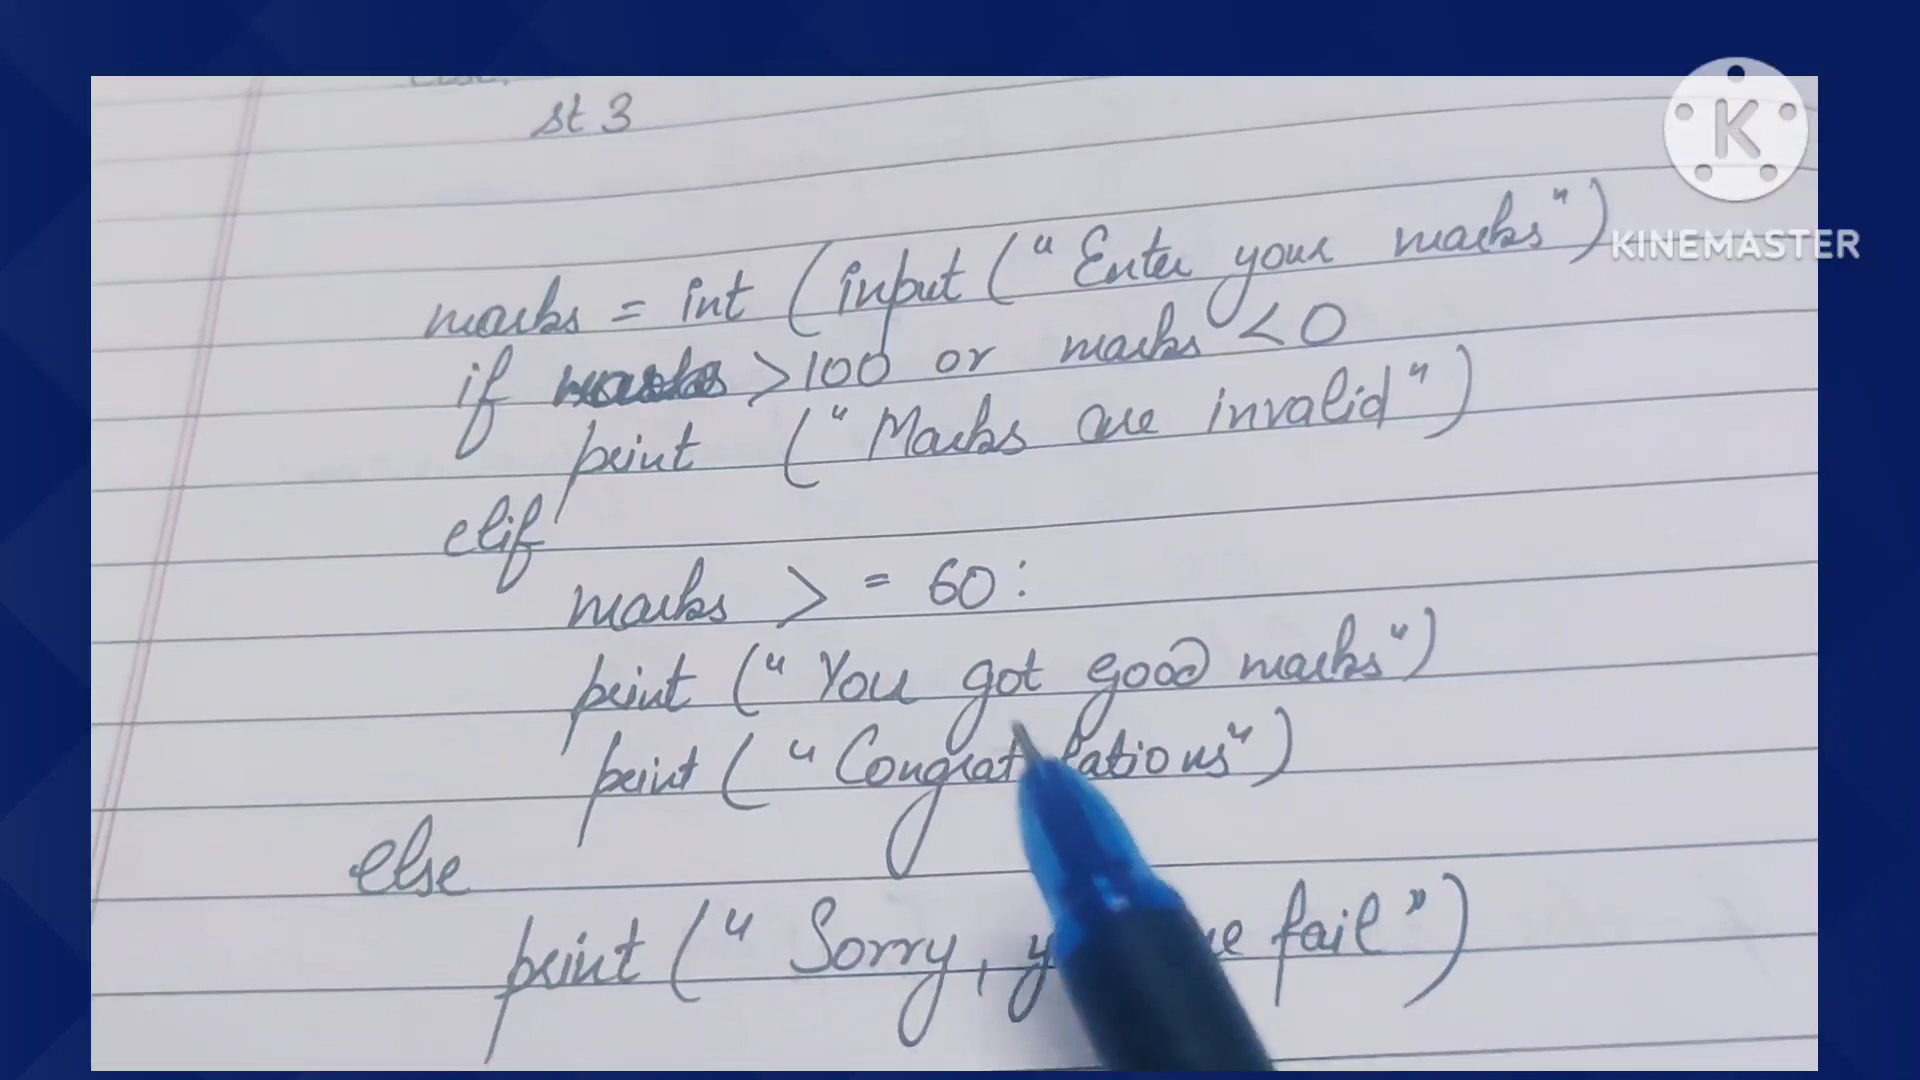 st 3
K
KINEMASTER
marks = int (input ("Enter your marks")
if marks >100 or marks <0
print ("Marks are invalid")
elif
marks > = 60:
print ("You got good marks")
print ("
else
print (" Sorry, fail")